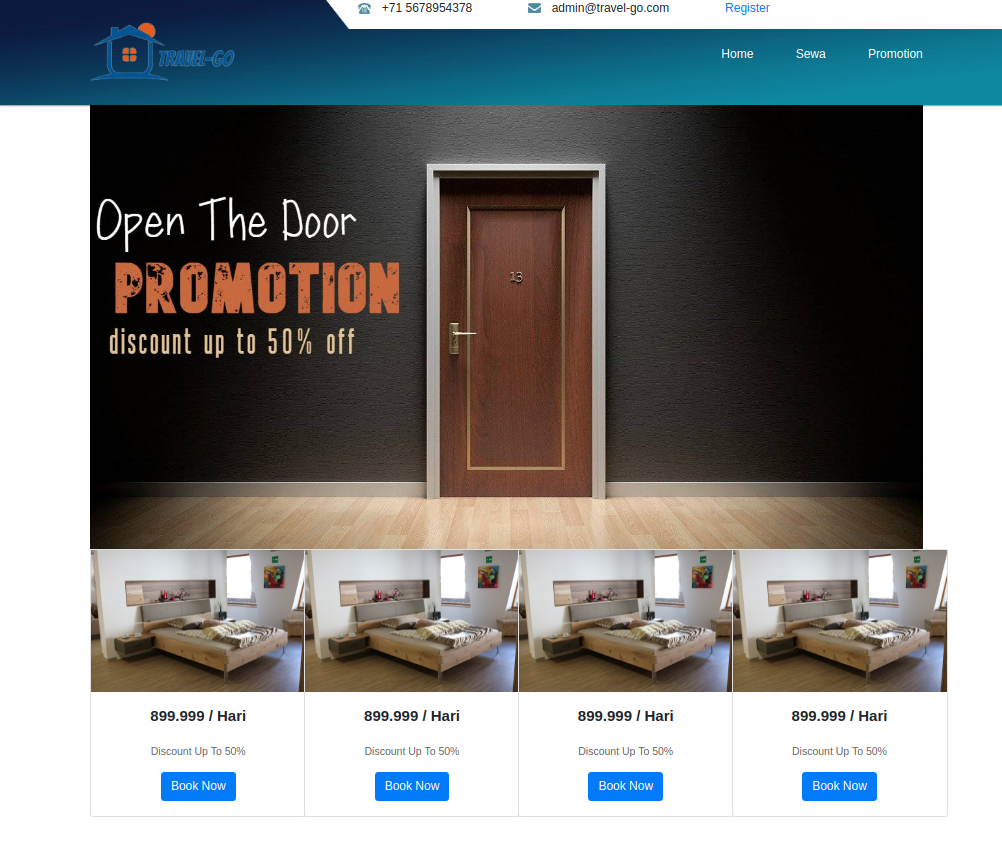 +71 5678954378 admin@travel-go.com Register
TRAVEL-GO
Home Sewa Promotion
Open The Door
PROMOTION
discount up to 50% off
13
899.999 / Hari 899.999 / Hari 899.999 / Hari 899.999 / Hari
Discount Up To 50% Discount Up To 50% Discount Up To 50% Discount Up To 50%
Book Now Book Now Book Now Book Now